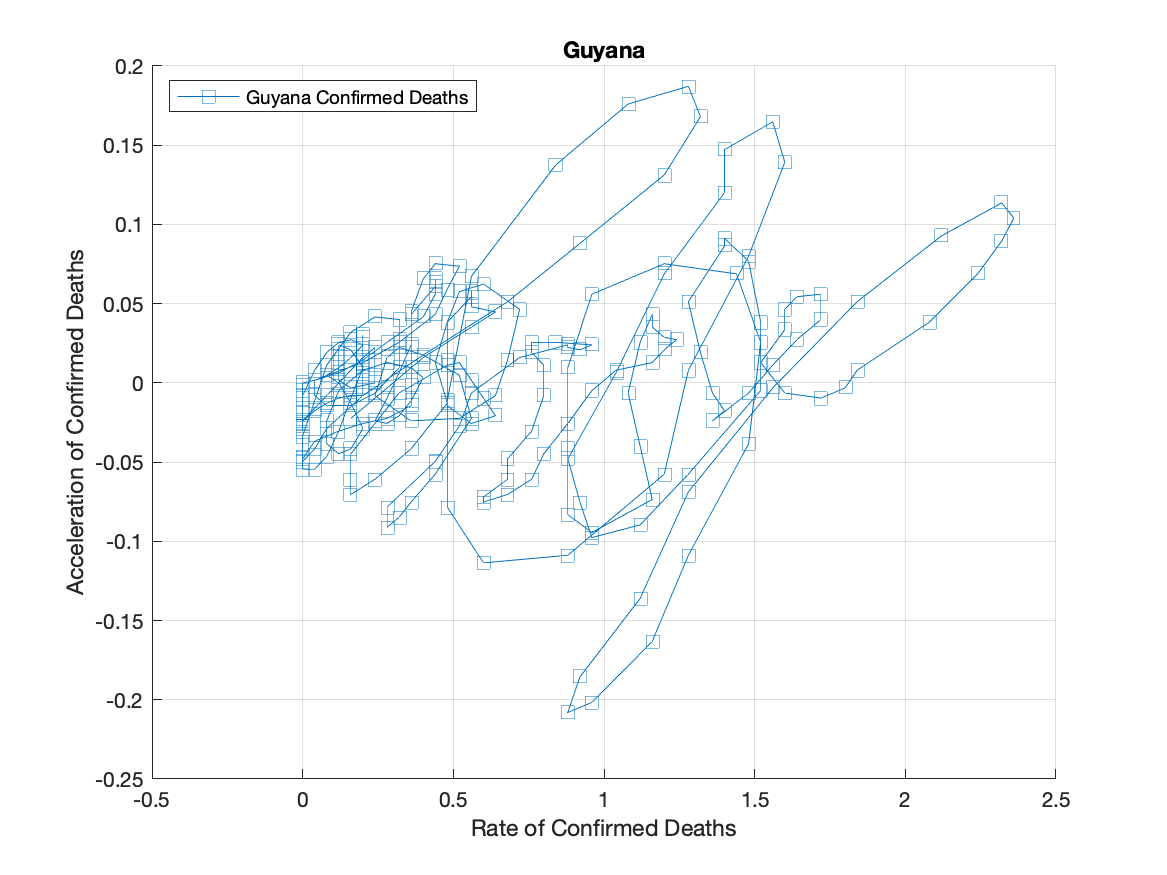 Guyana
Guyana Confirmed Deaths
0.2
0.15
0.1
0.05
0
-0.05
-0.1
-0.15
-0.2
-0.25
Acceleration of Confirmed Deaths
-0.5 0 0.5 1 1.5 2 2.5
Rate of Confirmed Deaths